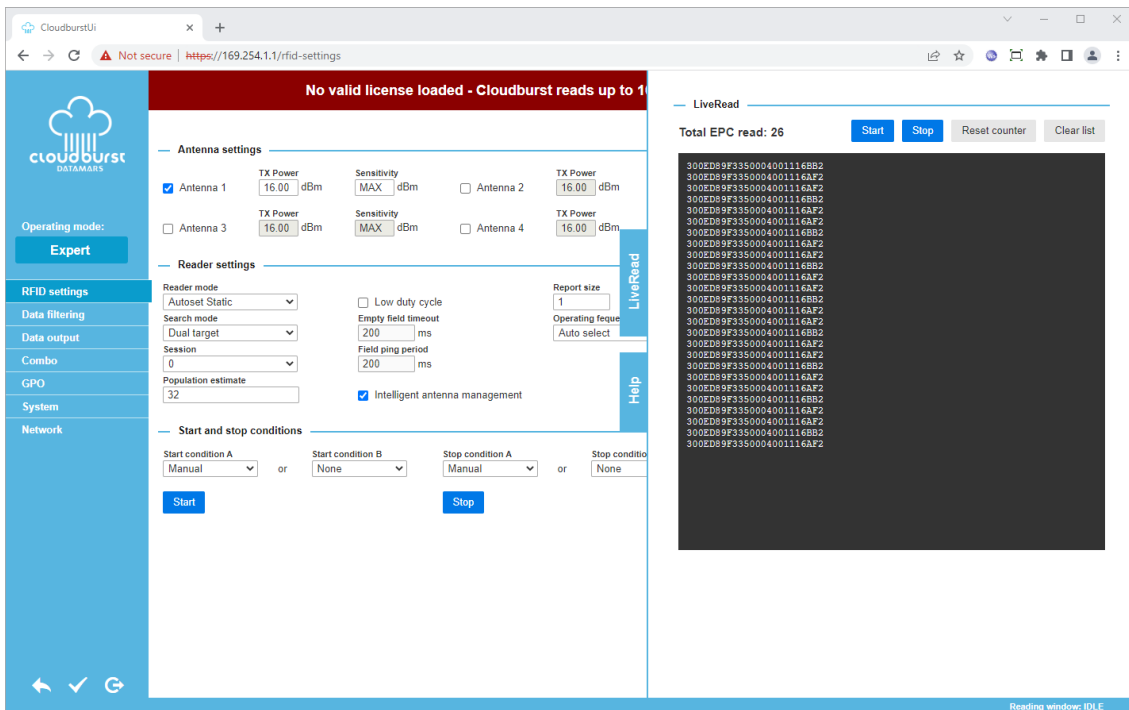 CloudburstUi
Not secure | https://169.254.1.1/rfid-settings
cloudburst
DATAMARS
Operating mode:
Expert
RFID settings
Data filtering
Data output
Combo
GPO
System
Network
No valid license loaded - Cloudburst reads up to 1
Antenna settings
TX Power Sensitivity TX Power
Antenna 1 16.00 dBm MAX dBm Antenna 2 16.00 dBm
TX Power Sensitivity TX Power
Antenna 3 16.00 dBm MAX dBm Antenna 4 16.00 dBm
Reader settings
Reader mode Report size
Autoset Static Low duty cycle 1
Search mode Empty field timeout Operating feque
Dual target 200 ms Auto select
Session Field ping period
0 200 ms
Population estimate
32 Intelligent antenna management
Start and stop conditions
Start condition A Start condition B Stop condition A Stop conditio
Manual or None Manual or None
Start Stop
LiveRead
Help
LiveRead
Total EPC read: 26 Start Stop Reset counter Clear list
300ED89F3350004001116BB2
300ED89F3350004001116AF2
300ED89F3350004001116AF2
300ED89F3350004001116BB2
300ED89F3350004001116AF2
300ED89F3350004001116AF2
300ED89F3350004001116BB2
300ED89F3350004001116AF2
300ED89F3350004001116AF2
300ED89F3350004001116BB2
300ED89F3350004001116AF2
300ED89F3350004001116AF2
300ED89F3350004001116BB2
300ED89F3350004001116AF2
300ED89F3350004001116AF2
300ED89F3350004001116BB2
300ED89F3350004001116AF2
300ED89F3350004001116AF2
300ED89F3350004001116BB2
300ED89F3350004001116AF2
300ED89F3350004001116AF2
300ED89F3350004001116BB2
300ED89F3350004001116AF2
300ED89F3350004001116AF2
300ED89F3350004001116BB2
300ED89F3350004001116AF2
Reading window: IDLE